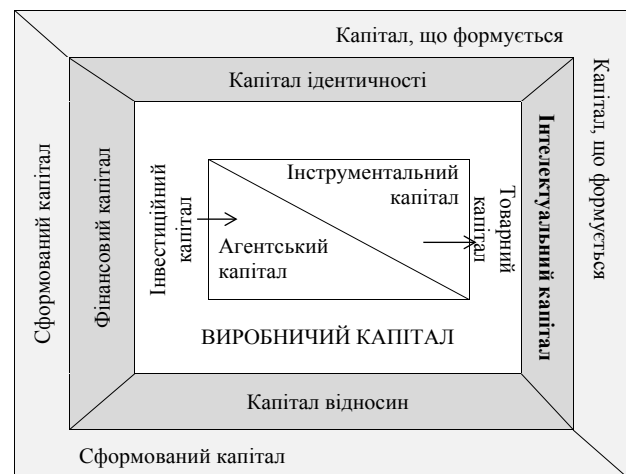 Капітал, що формується
Капітал ідентичності
Сформований капітал
Фінансовий капітал
Інвестиційний
капітал
Інструментальний
капітал
Агентський
капітал
Товарний
капітал
Інтелектуальний капітал
Капітал, що формується
ВИРОБНИЧИЙ КАПІТАЛ
Капітал відносин
Сформований капітал